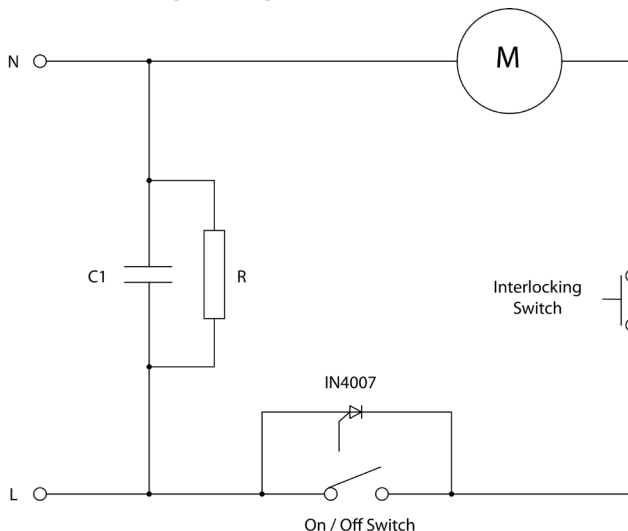 N
M
C1
R
Interlocking
Switch
IN4007
L
On / Off Switch